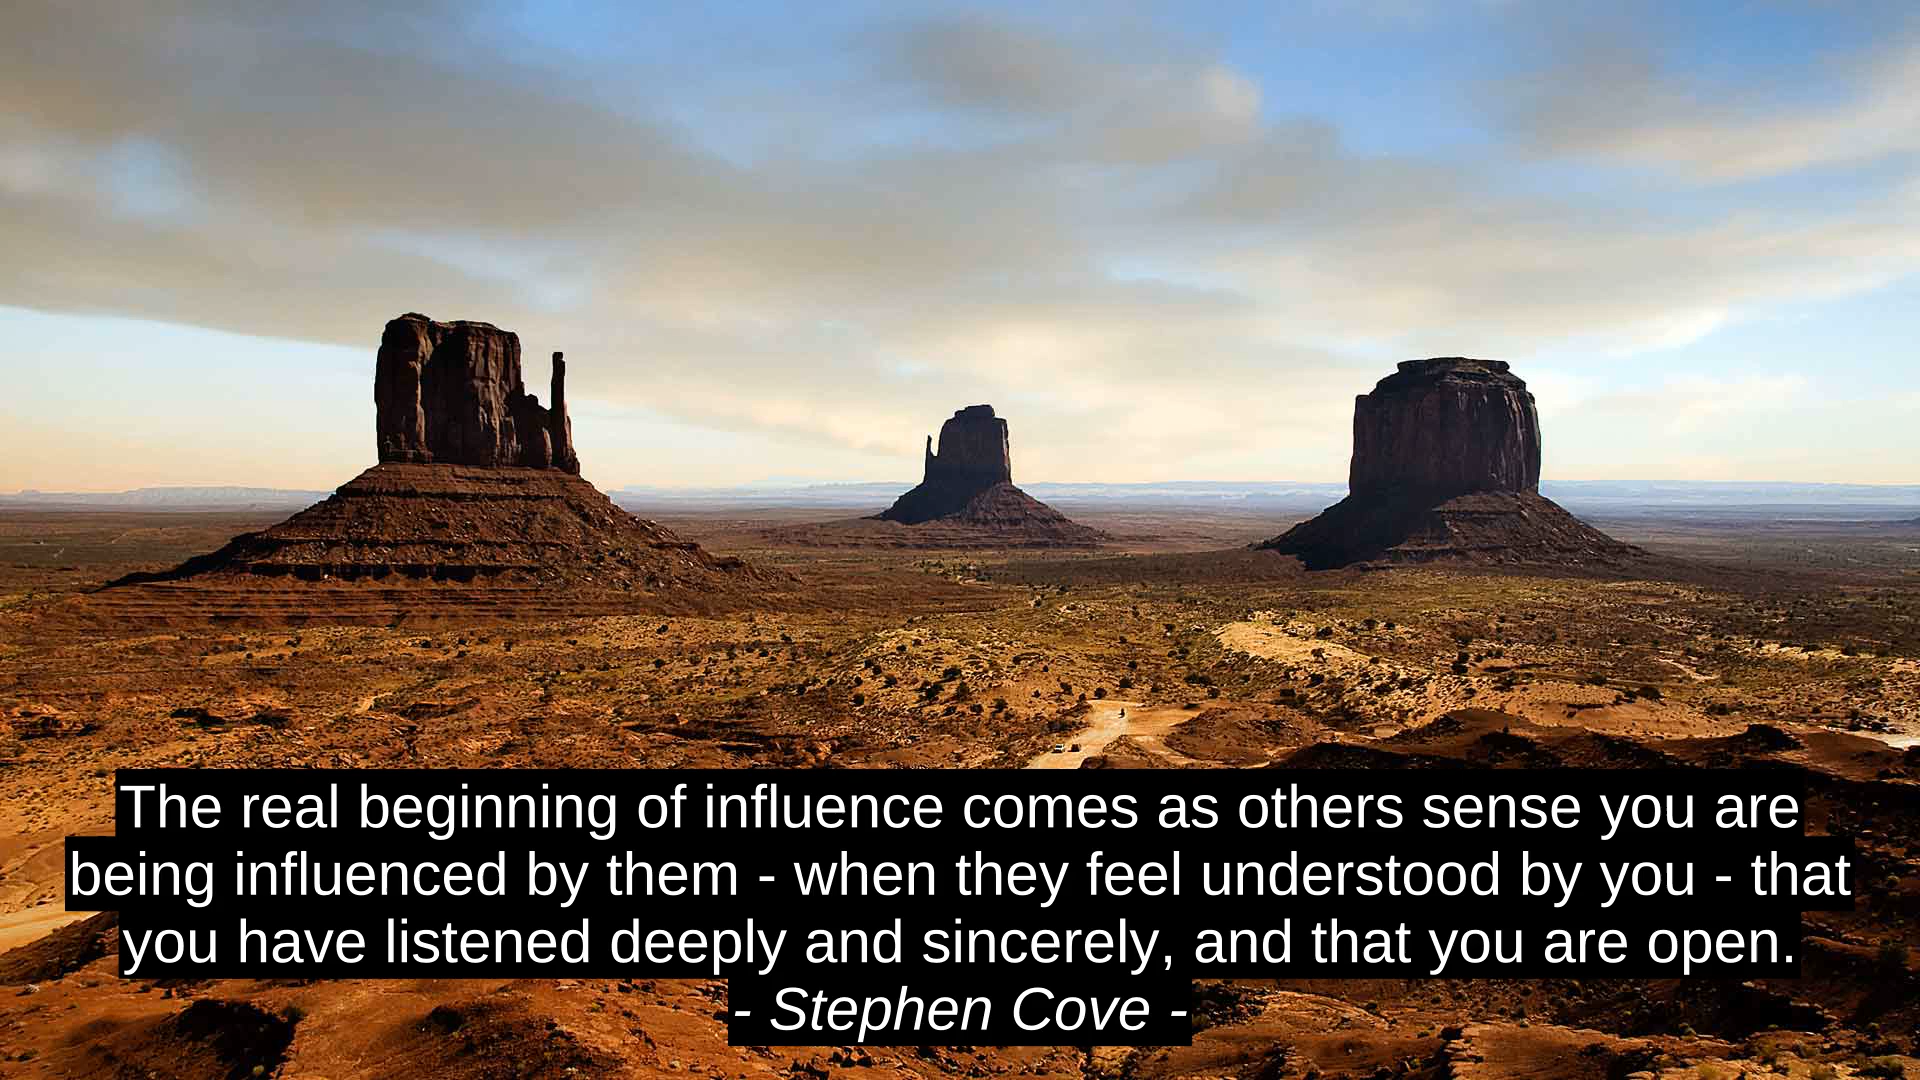 The real beginning of influence comes as others sense you are
being influenced by them - when they feel understood by you - that
you have listened deeply and sincerely, and that you are open.
- Stephen Cove -